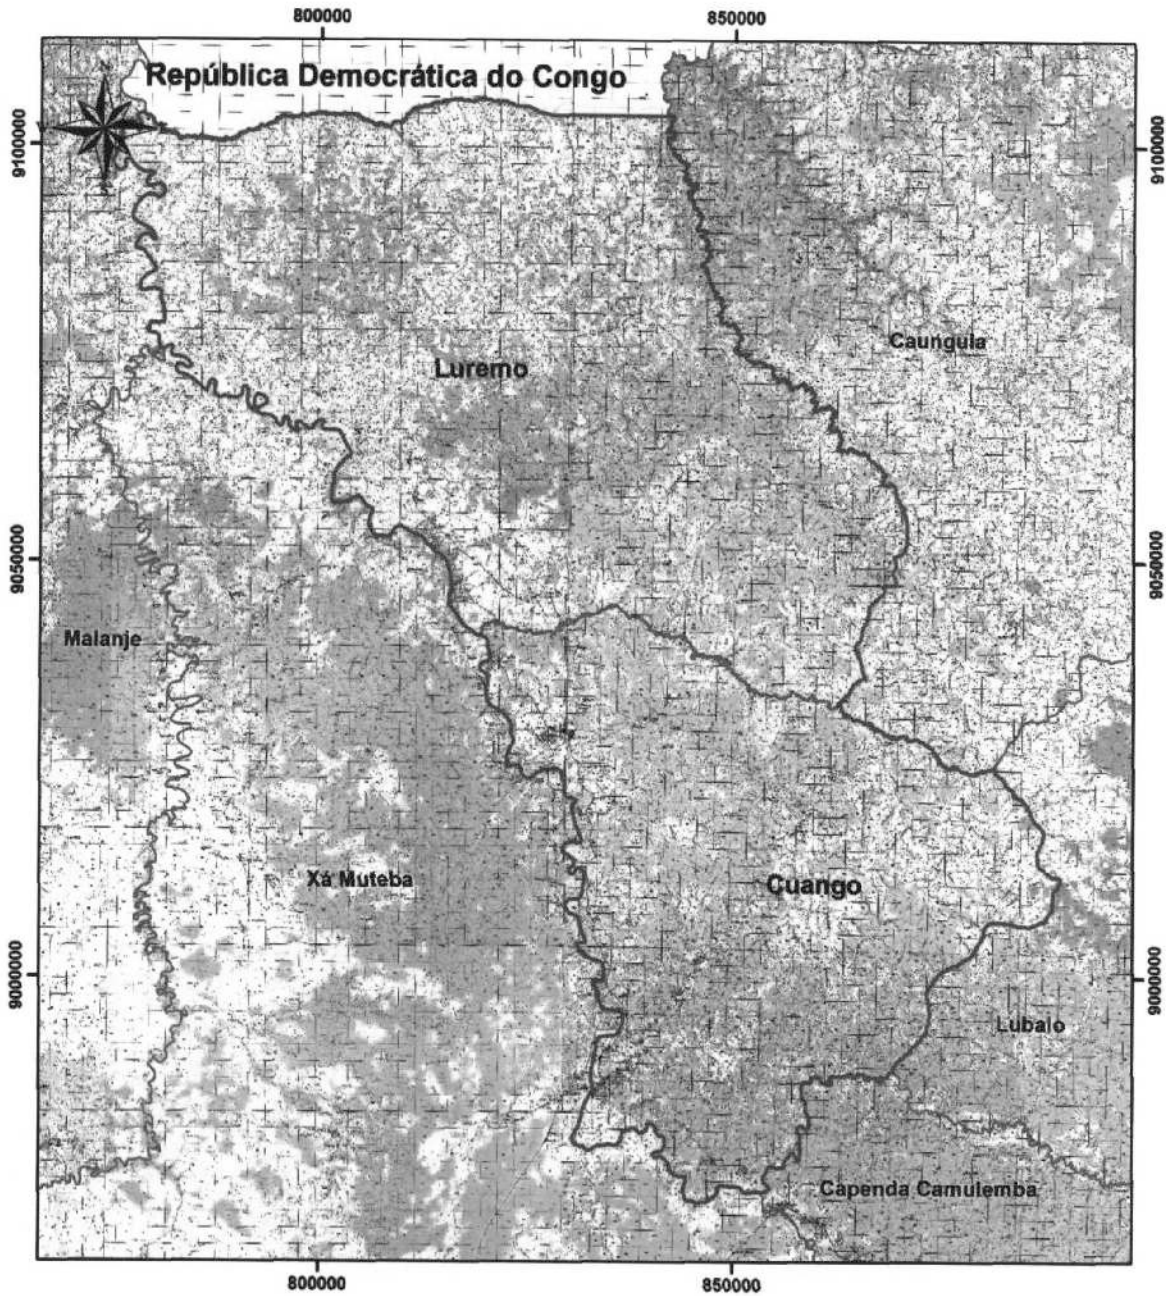 800000
850000
República Democrática do Congo
9100000
9100000
Caungula
Luremo
9050000
9050000
Malanje
Xá Muteba
Cuango
9000000
9000000
Lubalo
Capenda Camulemba
800000
850000